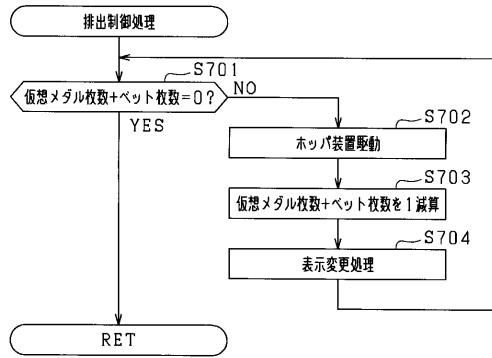 排出制御処理
S701
仮想メダル枚数+ベット枚数=0?
NO
YES
S702
ホッパ装置駆動
S703
仮想メダル枚数+ベット枚数を1減算
S704
表示変更処理
RET